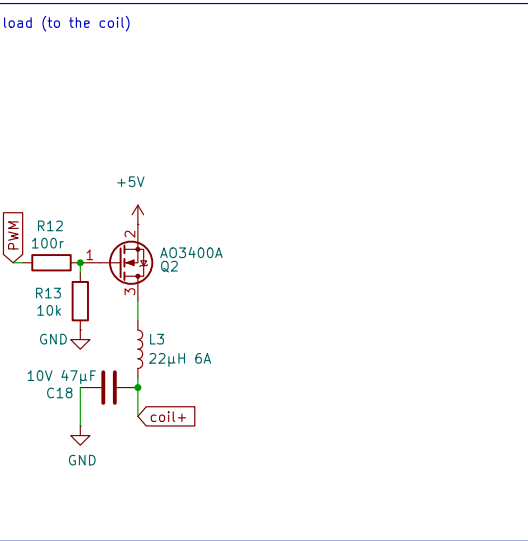 load (to the coil)
+5V
PWM
R12
100r
1
2
AO3400A
Q2
3
R13
10k
GND
L3
22µH 6A
10V 47µF
C18
coil+
GND